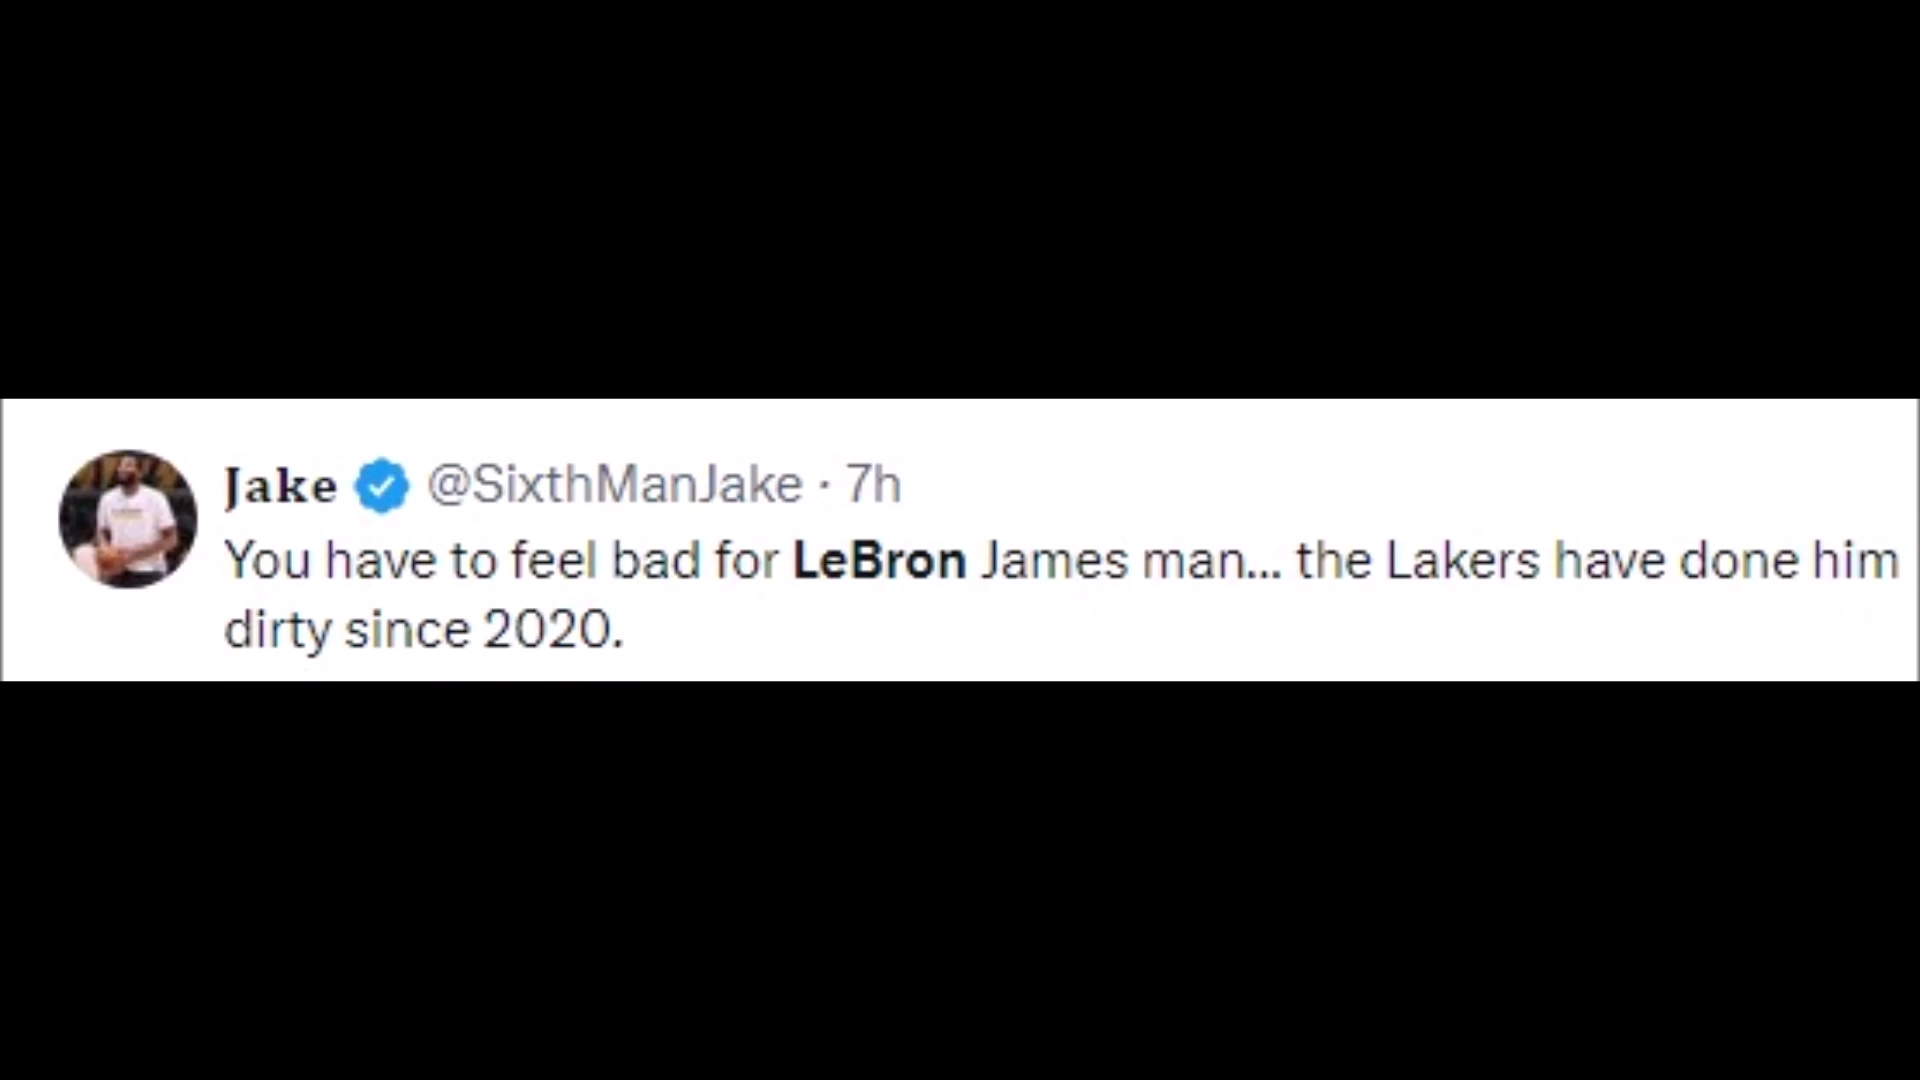 Jake @SixthManJake · 7h
You have to feel bad for LeBron James man... the Lakers have done him
dirty since 2020.